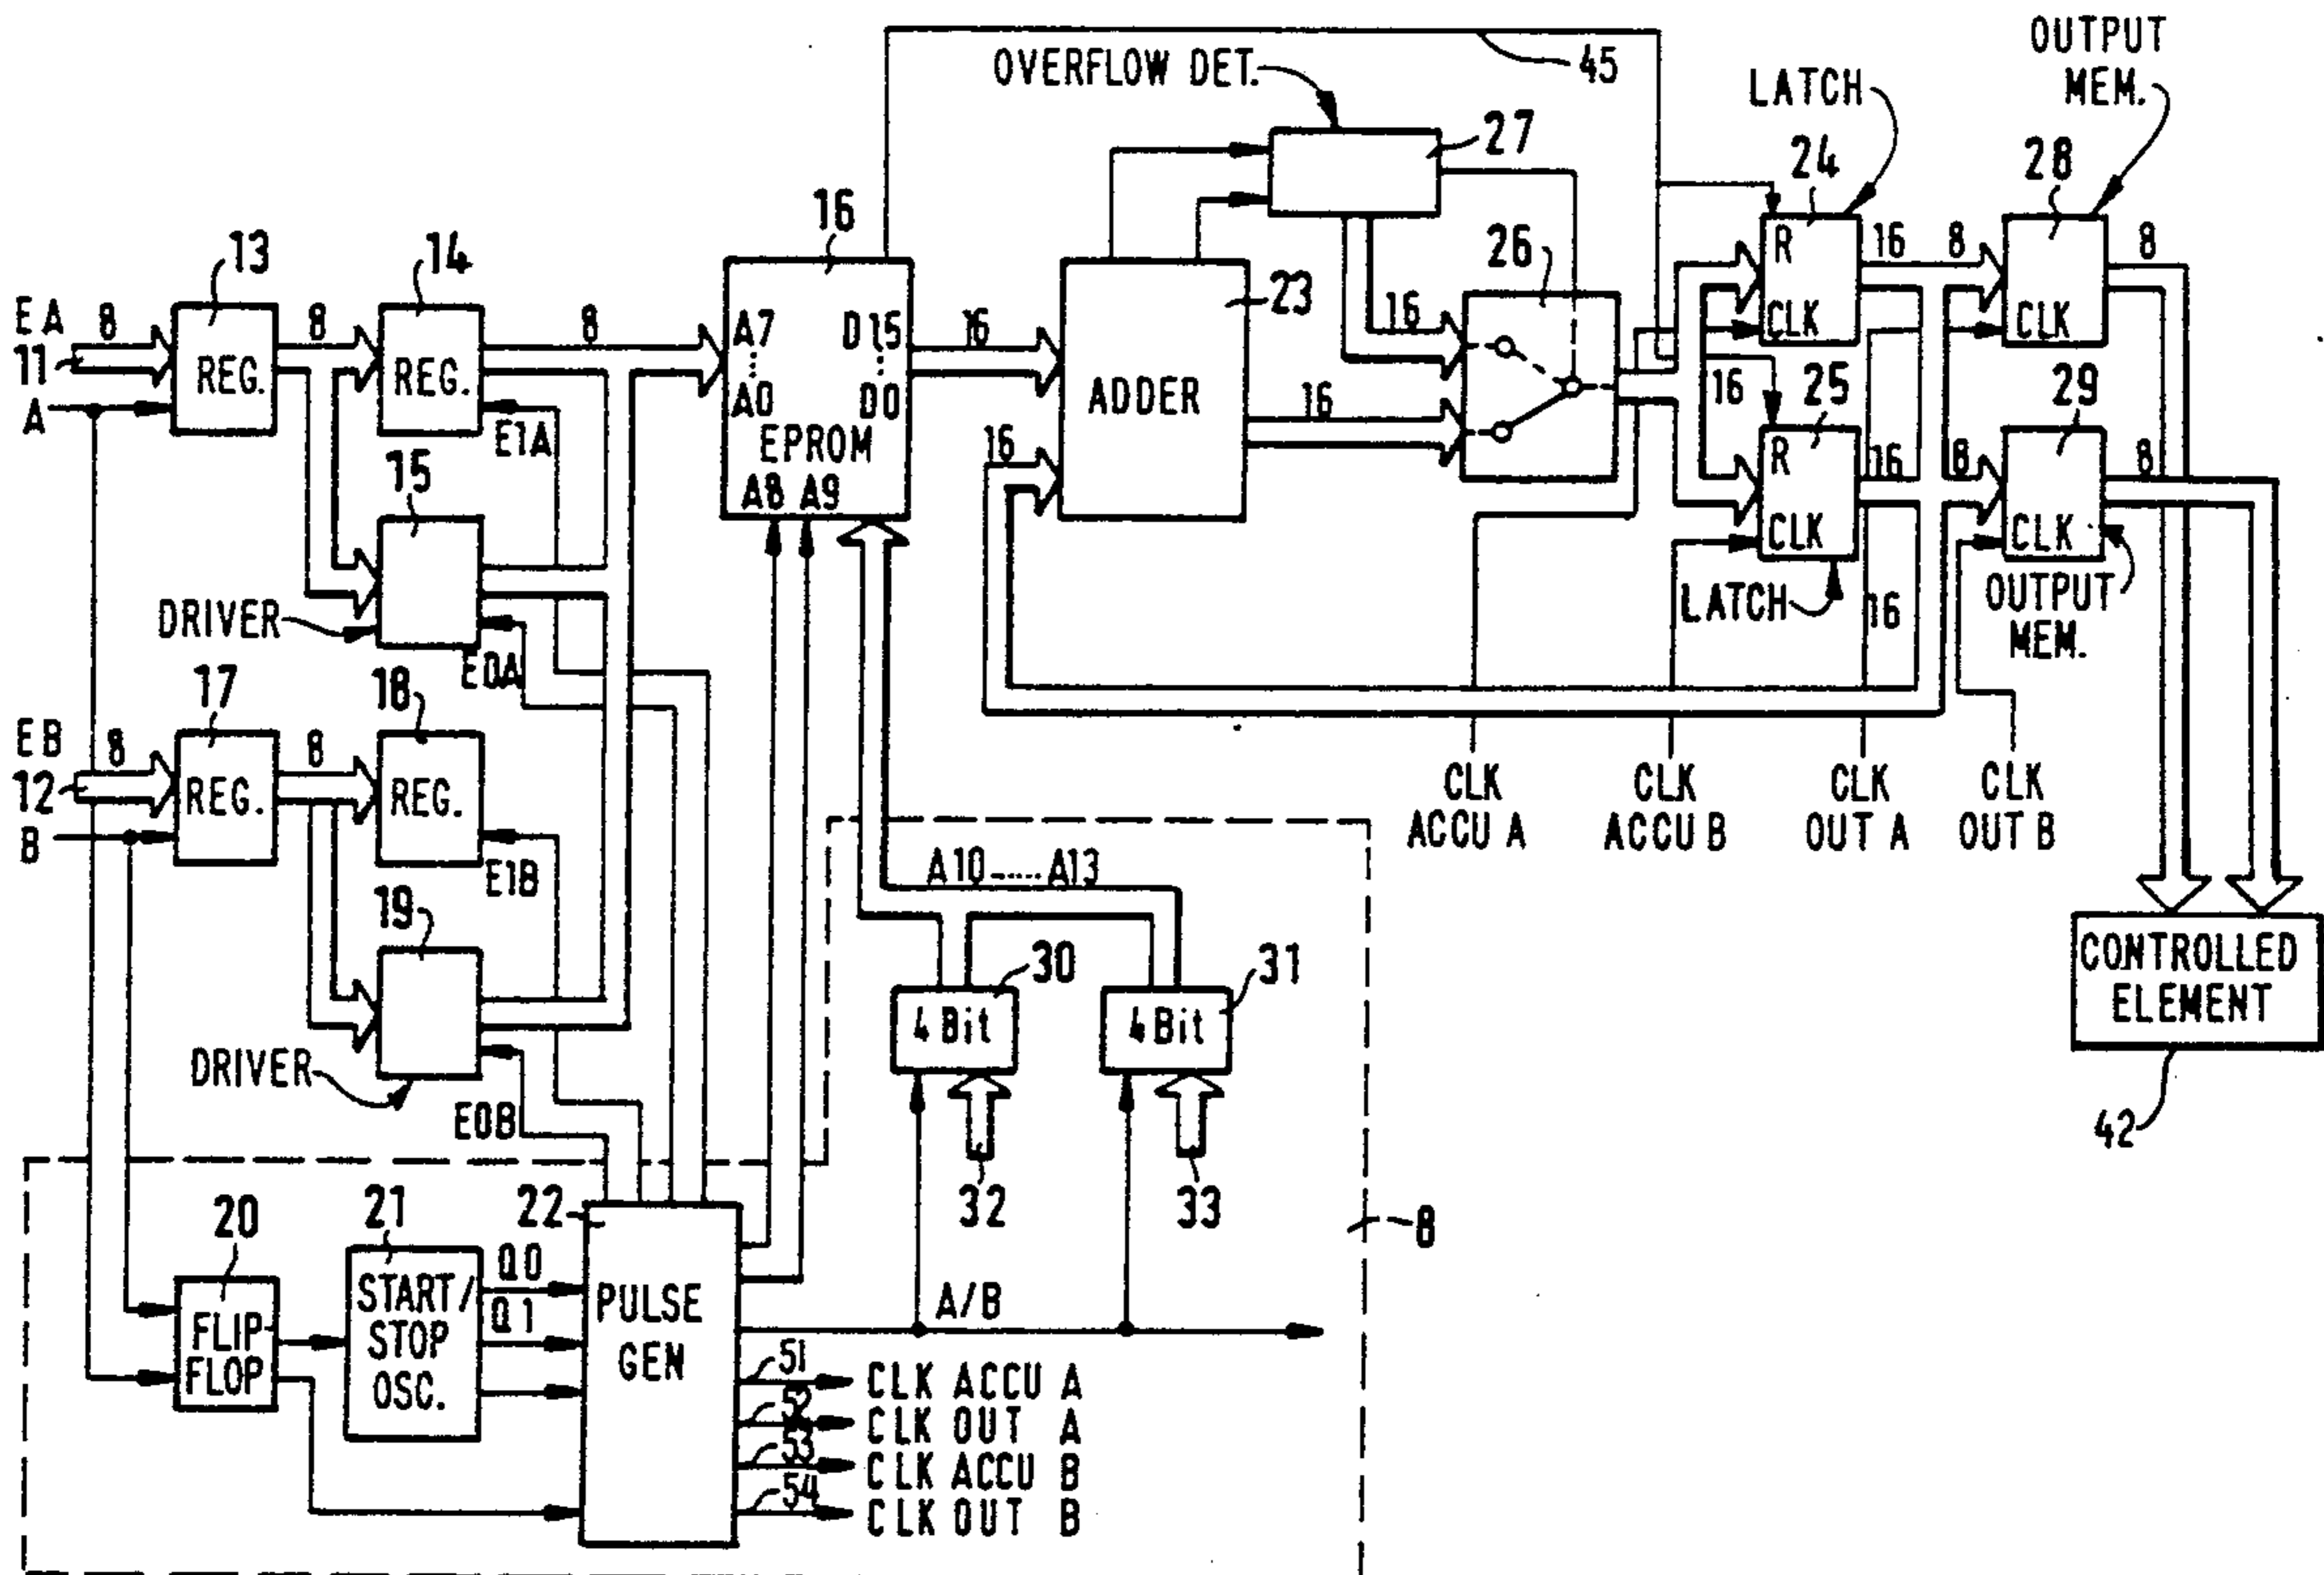 OUTPUT
MEM.
45
OVERFLOW DET.
LATCH
27
24
28
16
26
13
14
R
16
8
8
EA
8
8
8
A7
D15
16
16
23
CLK
CLK
11
REG.
REG.
A0
D0
ADDER
16
16
25
29
A
E1A
EPROM
16
R
16
8
8
15
A8 A9
CLK
CLK
DRIVER
LATCH
16
OUTPUT
MEM.
E0A
17
18
EB
8
8
12
REG.
REG.
CLK
ACCU A
CLK
ACCU B
CLK
OUT A
CLK
OUT B
B
E1B
A10-----A13
19
30
31
CONTROLLED
ELEMENT
4 Bit
4 Bit
DRIVER
E0B
42
32
33
20
21
22
8
Q0
START/
STOP
OSC.
Q1
PULSE
GEN
A/B
FLIP-
FLOP
51
CLK ACCU A
52
CLK OUT A
53
CLK ACCU B
54
CLK OUT B